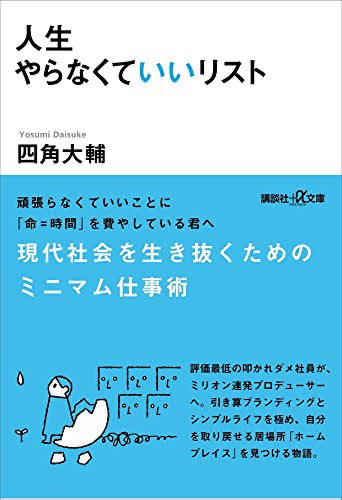 人生
やらなくていいリスト
Yosumi Daisuke
四角大輔
講談社+α文庫
頑張らなくていいことに
「命=時間」を費やしている君へ
現代社会を生き抜くための
ミニマム仕事術
評価最低の叩かれダメ社員が、
ミリオン連発プロデューサー
へ。引き算ブランディングと
シンプルライフを極め、自分
を取り戻せる居場所「ホーム
プレイス」を見つける物語。